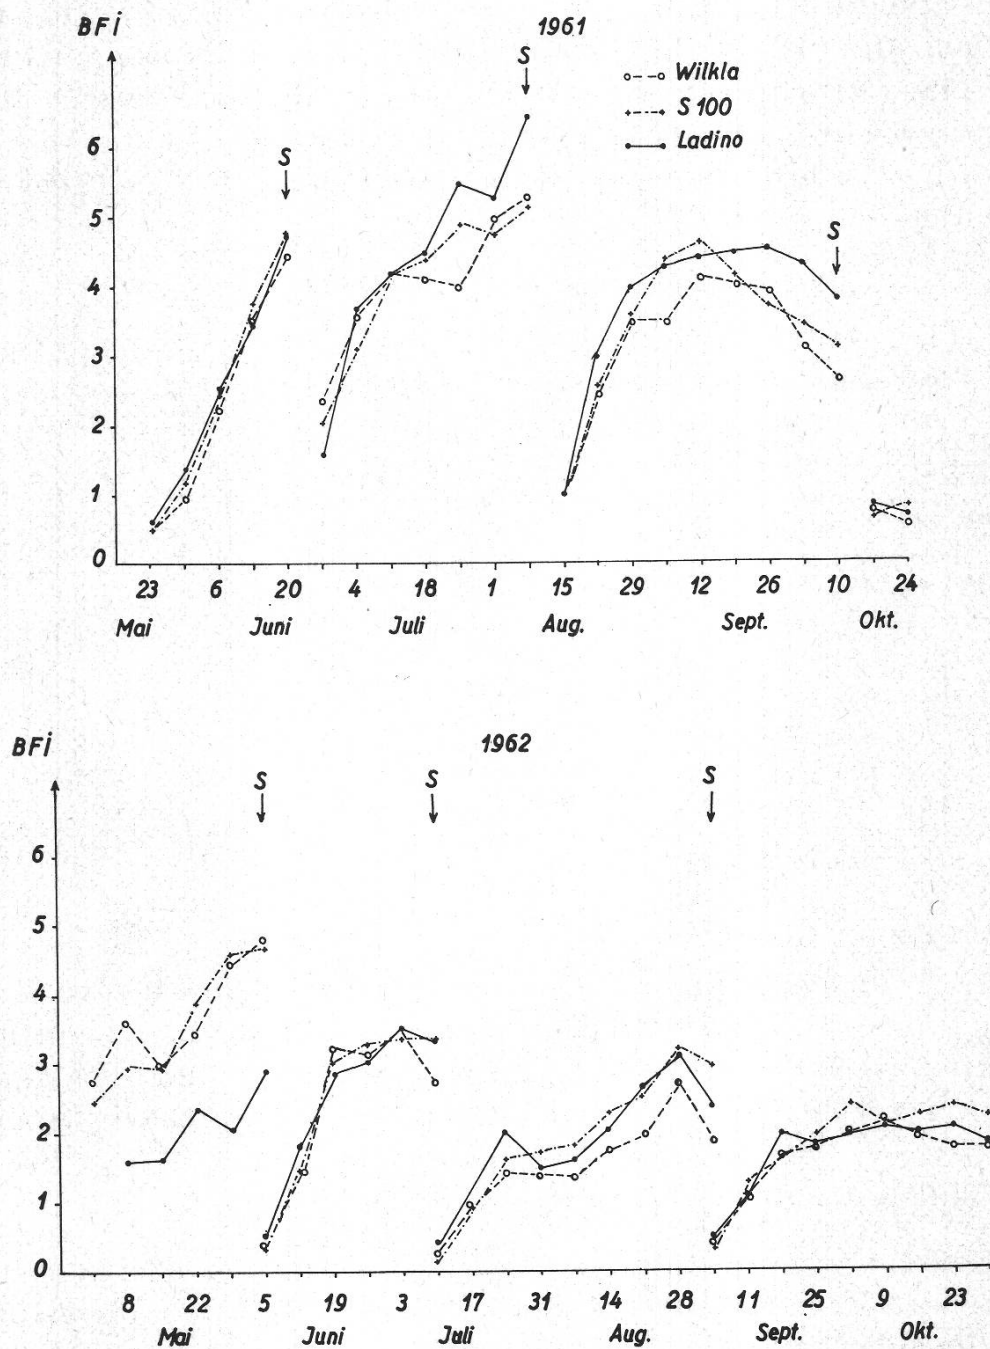 BFİ 1961
S
Wilkla
S 100
Ladino
6
S
5
S
4
3
2
1
0
23 6 20 4 18 1 15 29 12 26 10 24
Mai Juni Juli Aug. Sept. Okt.
BFİ 1962
S S S
6
5
4
3
2
1
0
8 22 5 19 3 17 31 14 28 11 25 9 23
Mai Juni Juli Aug. Sept. Okt.